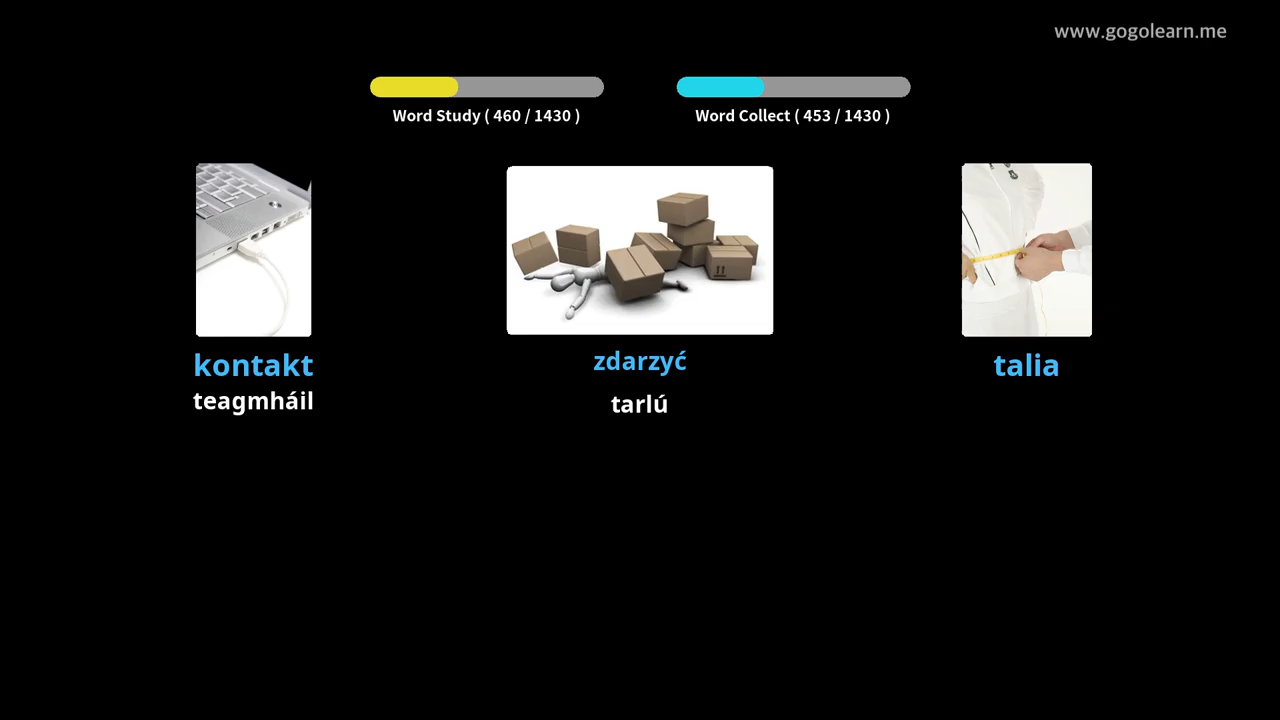 www.gogolearn.me
Word Study ( 460 / 1430 )
Word Collect ( 453 / 1430 )
kontakt
teagmháil
zdarzyć
tarlú
talia